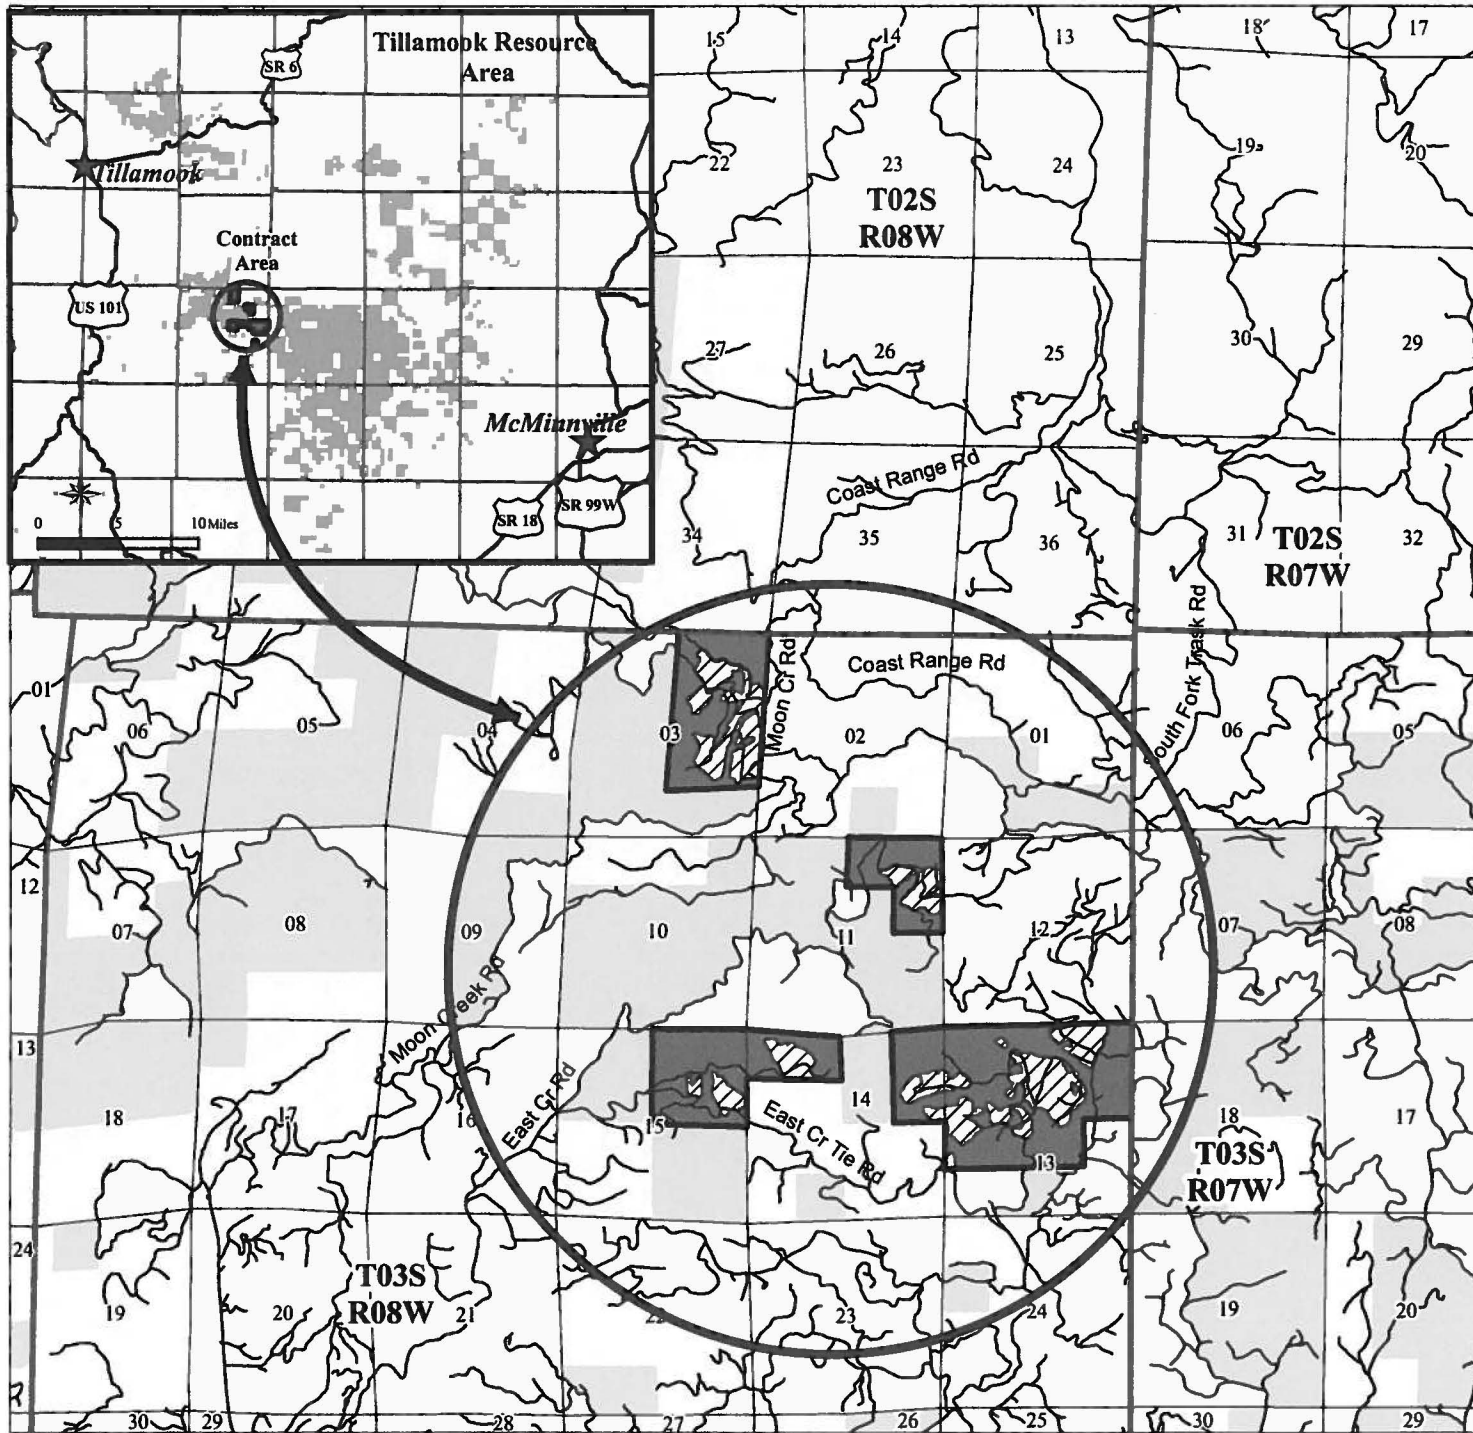 Tillamook Resource
Area
SR 6
Tillamook
Contract
Area
US 101
McMinnville
SR 18
SR 99W
0 5 10 Miles
15 14 13 18 17
22 23 24 19 20
T02S
R08W
27 26 25 30 29
Coast Range Rd
34 35 36 31 32
T02S
R07W
South Fork Trask Rd
Moon Cr Rd
Coast Range Rd
01 06 05 04 03 02 01 06 05
12 07 08 09 10 11 12 07 08
Moon Creek Rd
East Cr Rd
13 18 17 16 15 14 13 18 17
East Cr Tie Rd
T03S
R07W
T03S
R08W
24 19 20 21 22 23 24 19 20
30 29 28 27 26 25 30 29